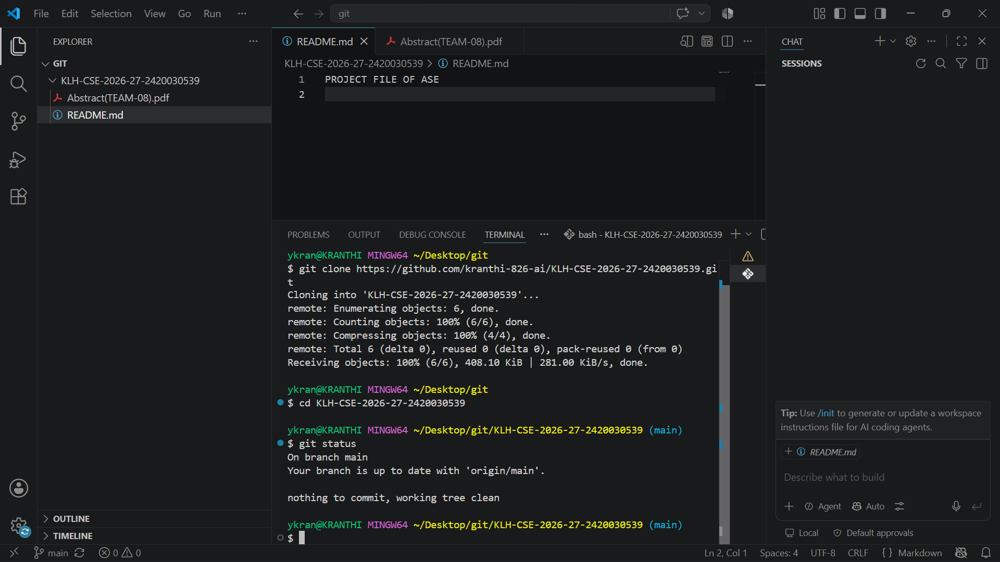 File Edit Selection View Go Run
git
EXPLORER
GIT
KLH-CSE-2026-27-2420030539
Abstract(TEAM-08).pdf
README.md
OUTLINE
TIMELINE
README.md
Abstract(TEAM-08).pdf
KLH-CSE-2026-27-2420030539 > README.md
1 PROJECT FILE OF ASE
2
PROBLEMS OUTPUT DEBUG CONSOLE TERMINAL
bash - KLH-CSE-2026-27-2420030539
ykran@KRANTHI MINGW64 ~/Desktop/git
$ git clone https://github.com/kranthi-826-ai/KLH-CSE-2026-27-2420030539.gi
t
Cloning into 'KLH-CSE-2026-27-2420030539'...
remote: Enumerating objects: 6, done.
remote: Counting objects: 100% (6/6), done.
remote: Compressing objects: 100% (4/4), done.
remote: Total 6 (delta 0), reused 0 (delta 0), pack-reused 0 (from 0)
Receiving objects: 100% (6/6), 408.10 KiB | 281.00 KiB/s, done.
ykran@KRANTHI MINGW64 ~/Desktop/git
$ cd KLH-CSE-2026-27-2420030539
ykran@KRANTHI MINGW64 ~/Desktop/git/KLH-CSE-2026-27-2420030539 (main)
$ git status
On branch main
Your branch is up to date with 'origin/main'.
nothing to commit, working tree clean
ykran@KRANTHI MINGW64 ~/Desktop/git/KLH-CSE-2026-27-2420030539 (main)
$
CHAT
SESSIONS
Tip: Use /init to generate or update a workspace
instructions file for AI coding agents.
README.md
Describe what to build
Agent Auto
Local Default approvals
main 0 0
Ln 2, Col 1 Spaces: 4 UTF-8 CRLF { } Markdown